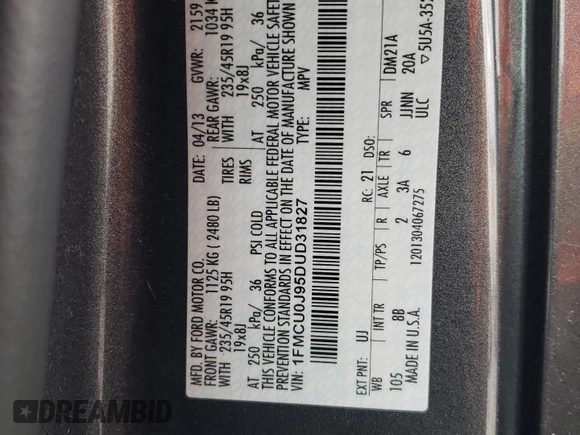 MFD. BY FORD MOTOR CO.
DATE: 04/13 GVWR: 2159
FRONT GAWR: 1125 KG ( 2480 LB) REAR GAWR: 1034 K
WITH 235/45R19 95H TIRES WITH 235/45R19 95H
19x8J RIMS 19x8J
AT 250 kPa/ 36 PSI COLD AT 250 kPa/ 36
THIS VEHICLE CONFORMS TO ALL APPLICABLE FEDERAL MOTOR VEHICLE SAFET
PREVENTION STANDARDS IN EFFECT ON THE DATE OF MANUFACTURE SHOWN
VIN: 1FMCU0J95DUD31827 TYPE: MPV
EXT PNT: UJ RC: 21 DSO:
WB INT TR TP/PS R AXLE TR SPR DM21A
105 8B 2 3A 6 JJNN 20A
MADE IN U.S.A. 1201304067275 ULC ▽5U5A-35
DREAMBID